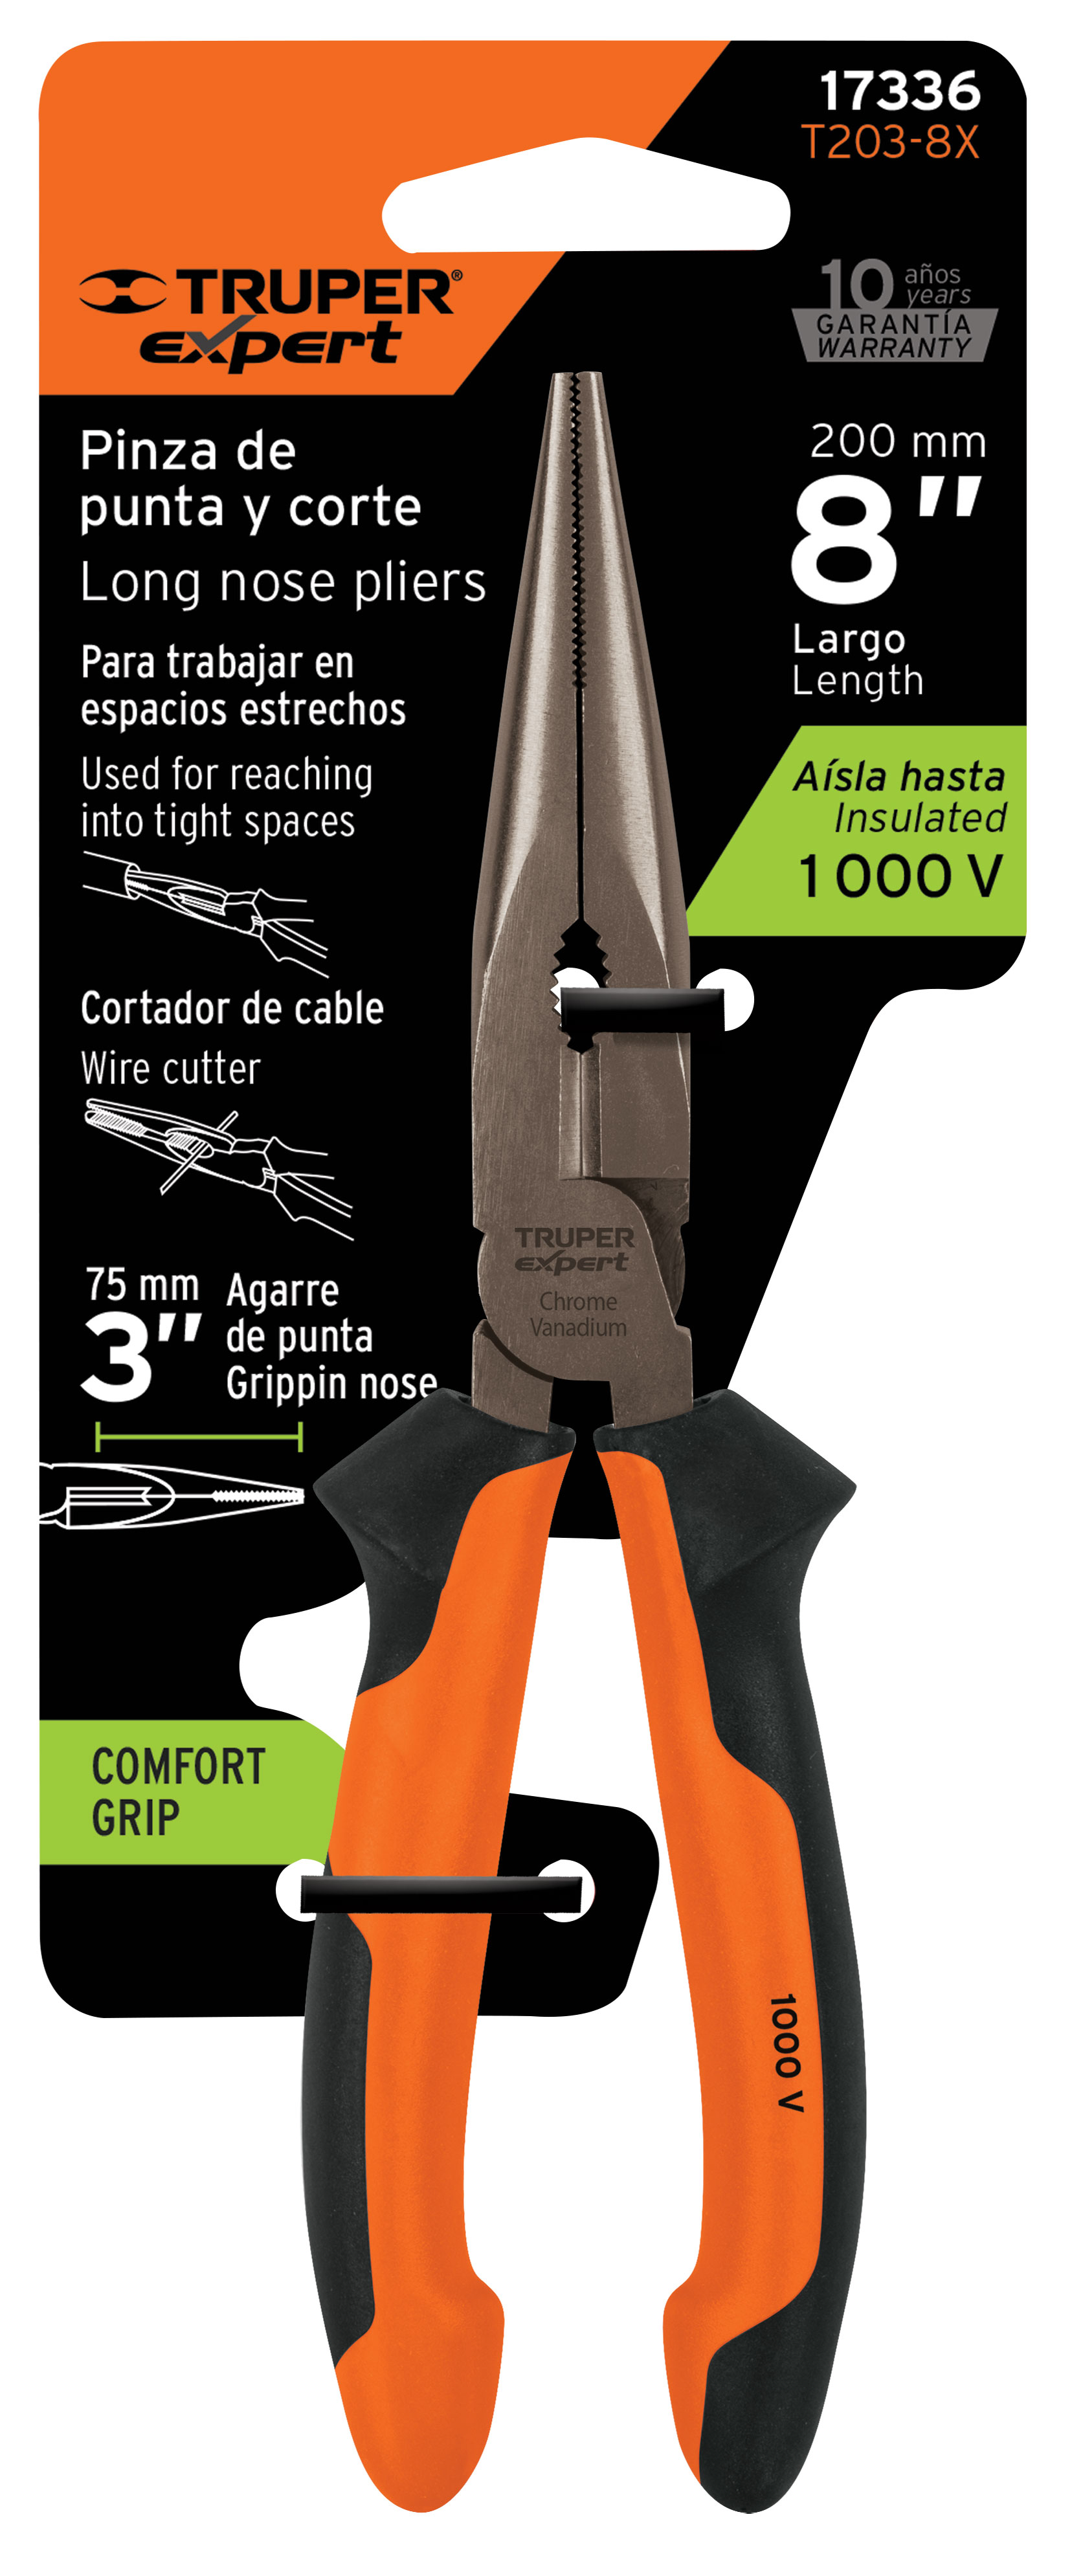 17336
T203-8X
TRUPER®
expert
10 años
years
GARANTÍA
WARRANTY
Pinza de
punta y corte
Long nose pliers
200 mm
8"
Largo
Length
Para trabajar en
espacios estrechos
Used for reaching
into tight spaces
Aísla hasta
Insulated
1 000 V
Cortador de cable
Wire cutter
TRUPER
expert
Chrome
Vanadium
75 mm
3"
Agarre
de punta
Grippin nose
COMFORT
GRIP
1000 V